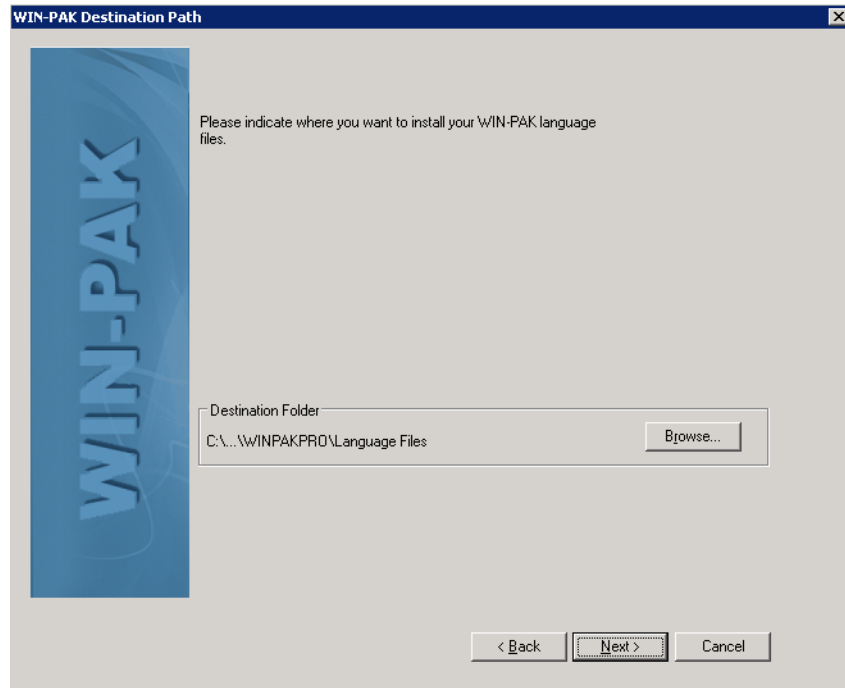 WIN-PAK Destination Path
WIN-PAK
Please indicate where you want to install your WIN-PAK language
files.
Destination Folder
C:\...\WINPAKPRO\Language Files
Browse...
< Back
Next >
Cancel